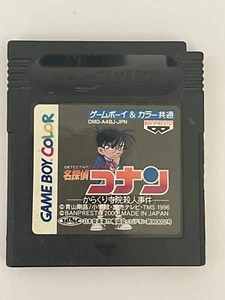 ゲームボーイ&カラー共通
DMG-A4BJ-JPN
BANPRESTO
GAME BOY COLOR
DETECTIVE
名探偵
コナン
からくり寺院殺人事件
©青山剛昌/小学館・読売テレビ・TMS 1996
©BANPRESTO 2000 MADE IN JAPAN